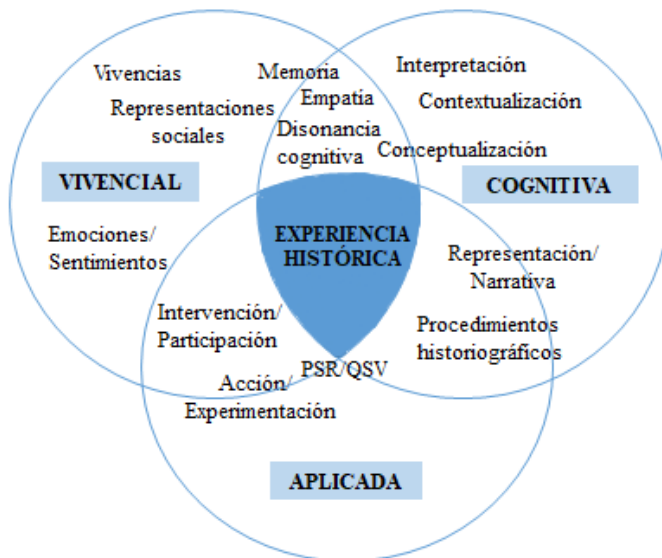 Vivencias
Memoria
Interpretación
Empatía
Contextualización
Representaciones
sociales
Disonancia
cognitiva
Conceptualización
VIVENCIAL
COGNITIVA
EXPERIENCIA
HISTÓRICA
Emociones/
Sentimientos
Representación/
Narrativa
Intervención/
Participación
Procedimientos
historiográficos
PSR/QSV
Acción/
Experimentación
APLICADA